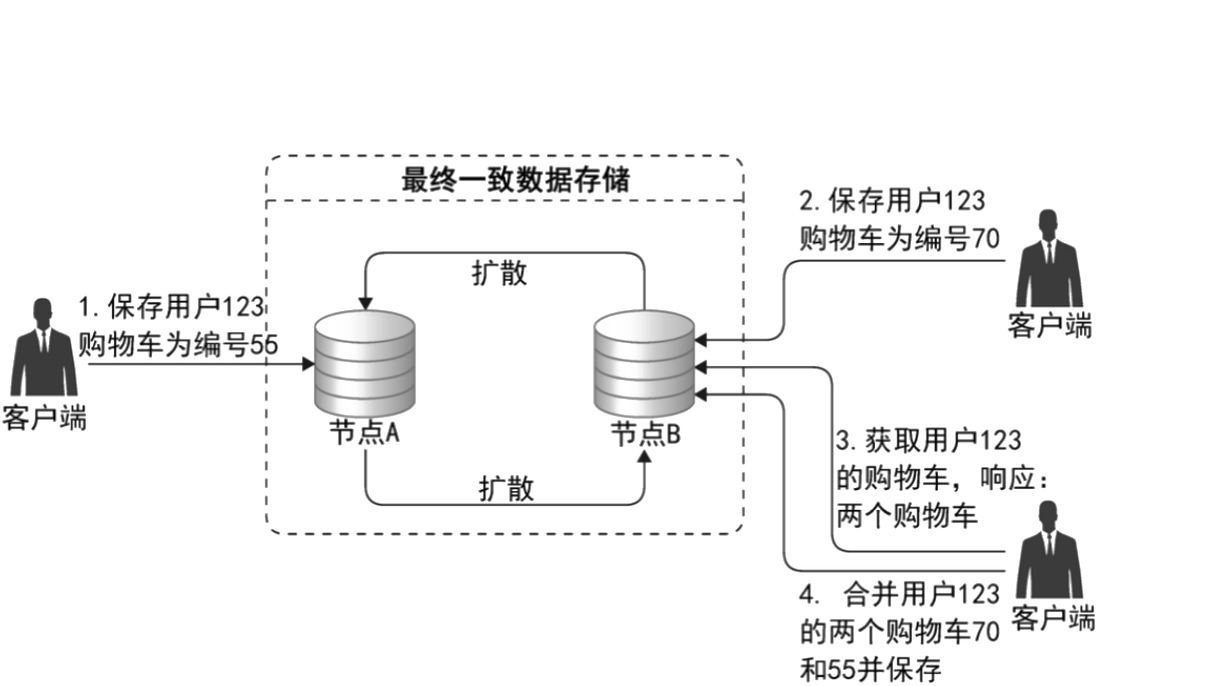 最终一致数据存储
扩散
1.保存用户123
购物车为编号55
客户端
节点A
节点B
扩散
2.保存用户123
购物车为编号70
客户端
3.获取用户123
的购物车，响应：
两个购物车
4. 合并用户123
的两个购物车70
和55并保存
客户端